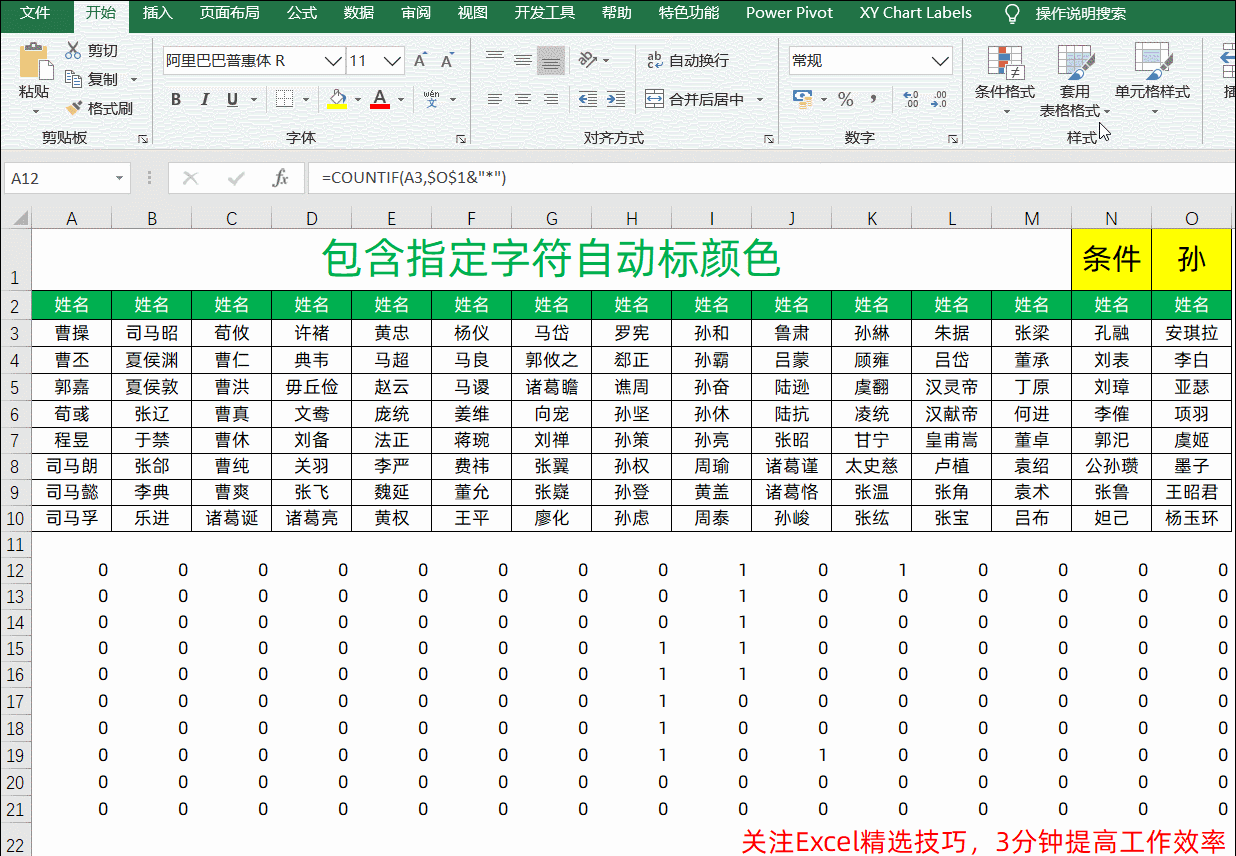 文件 开始 插入 页面布局 公式 数据 审阅 视图 开发工具 帮助 特色功能 Power Pivot XY Chart Labels 操作说明搜索
粘贴 剪切 复制 格式刷
阿里巴巴普惠体 R 11 A A
B I U A wén 文
ab 自动换行
合并后居中
常规
% ,
条件格式 套用 表格格式 单元格样式 插
剪贴板 字体 对齐方式 数字 样式
A12 fx =COUNTIF(A3,$O$1&"*")
A B C D E F G H I J K L M N O
1 包含指定字符自动标颜色 条件 孙
2 姓名 姓名 姓名 姓名 姓名 姓名 姓名 姓名 姓名 姓名 姓名 姓名 姓名 姓名 姓名
3 曹操 司马昭 荀攸 许褚 黄忠 杨仪 马岱 罗宪 孙和 鲁肃 孙綝 朱据 张梁 孔融 安琪拉
4 曹丕 夏侯渊 曹仁 典韦 马超 马良 郭攸之 郄正 孙霸 吕蒙 顾雍 吕岱 董承 刘表 李白
5 郭嘉 夏侯敦 曹洪 毋丘俭 赵云 马谡 诸葛瞻 谯周 孙奋 陆逊 虞翻 汉灵帝 丁原 刘璋 亚瑟
6 荀彧 张辽 曹真 文鸯 庞统 姜维 向宠 孙坚 孙休 陆抗 凌统 汉献帝 何进 李傕 项羽
7 程昱 于禁 曹休 刘备 法正 蒋琬 刘禅 孙策 孙亮 张昭 甘宁 皇甫嵩 董卓 郭汜 虞姬
8 司马朗 张郃 曹纯 关羽 李严 费祎 张翼 孙权 周瑜 诸葛谨 太史慈 卢植 袁绍 公孙瓒 墨子
9 司马懿 李典 曹爽 张飞 魏延 董允 张嶷 孙登 黄盖 诸葛恪 张温 张角 袁术 张鲁 王昭君
10 司马孚 乐进 诸葛诞 诸葛亮 黄权 王平 廖化 孙虑 周泰 孙峻 张纮 张宝 吕布 妲己 杨玉环
11
12 0 0 0 0 0 0 0 0 1 0 1 0 0 0 0
13 0 0 0 0 0 0 0 0 1 0 0 0 0 0 0
14 0 0 0 0 0 0 0 0 1 0 0 0 0 0 0
15 0 0 0 0 0 0 0 1 1 0 0 0 0 0 0
16 0 0 0 0 0 0 0 1 1 0 0 0 0 0 0
17 0 0 0 0 0 0 0 1 0 0 0 0 0 0 0
18 0 0 0 0 0 0 0 1 0 0 0 0 0 0 0
19 0 0 0 0 0 0 0 1 0 1 0 0 0 0 0
20 0 0 0 0 0 0 0 0 0 0 0 0 0 0 0
21 0 0 0 0 0 0 0 0 0 0 0 0 0 0 0
22 关注Excel精选技巧，3分钟提高工作效率